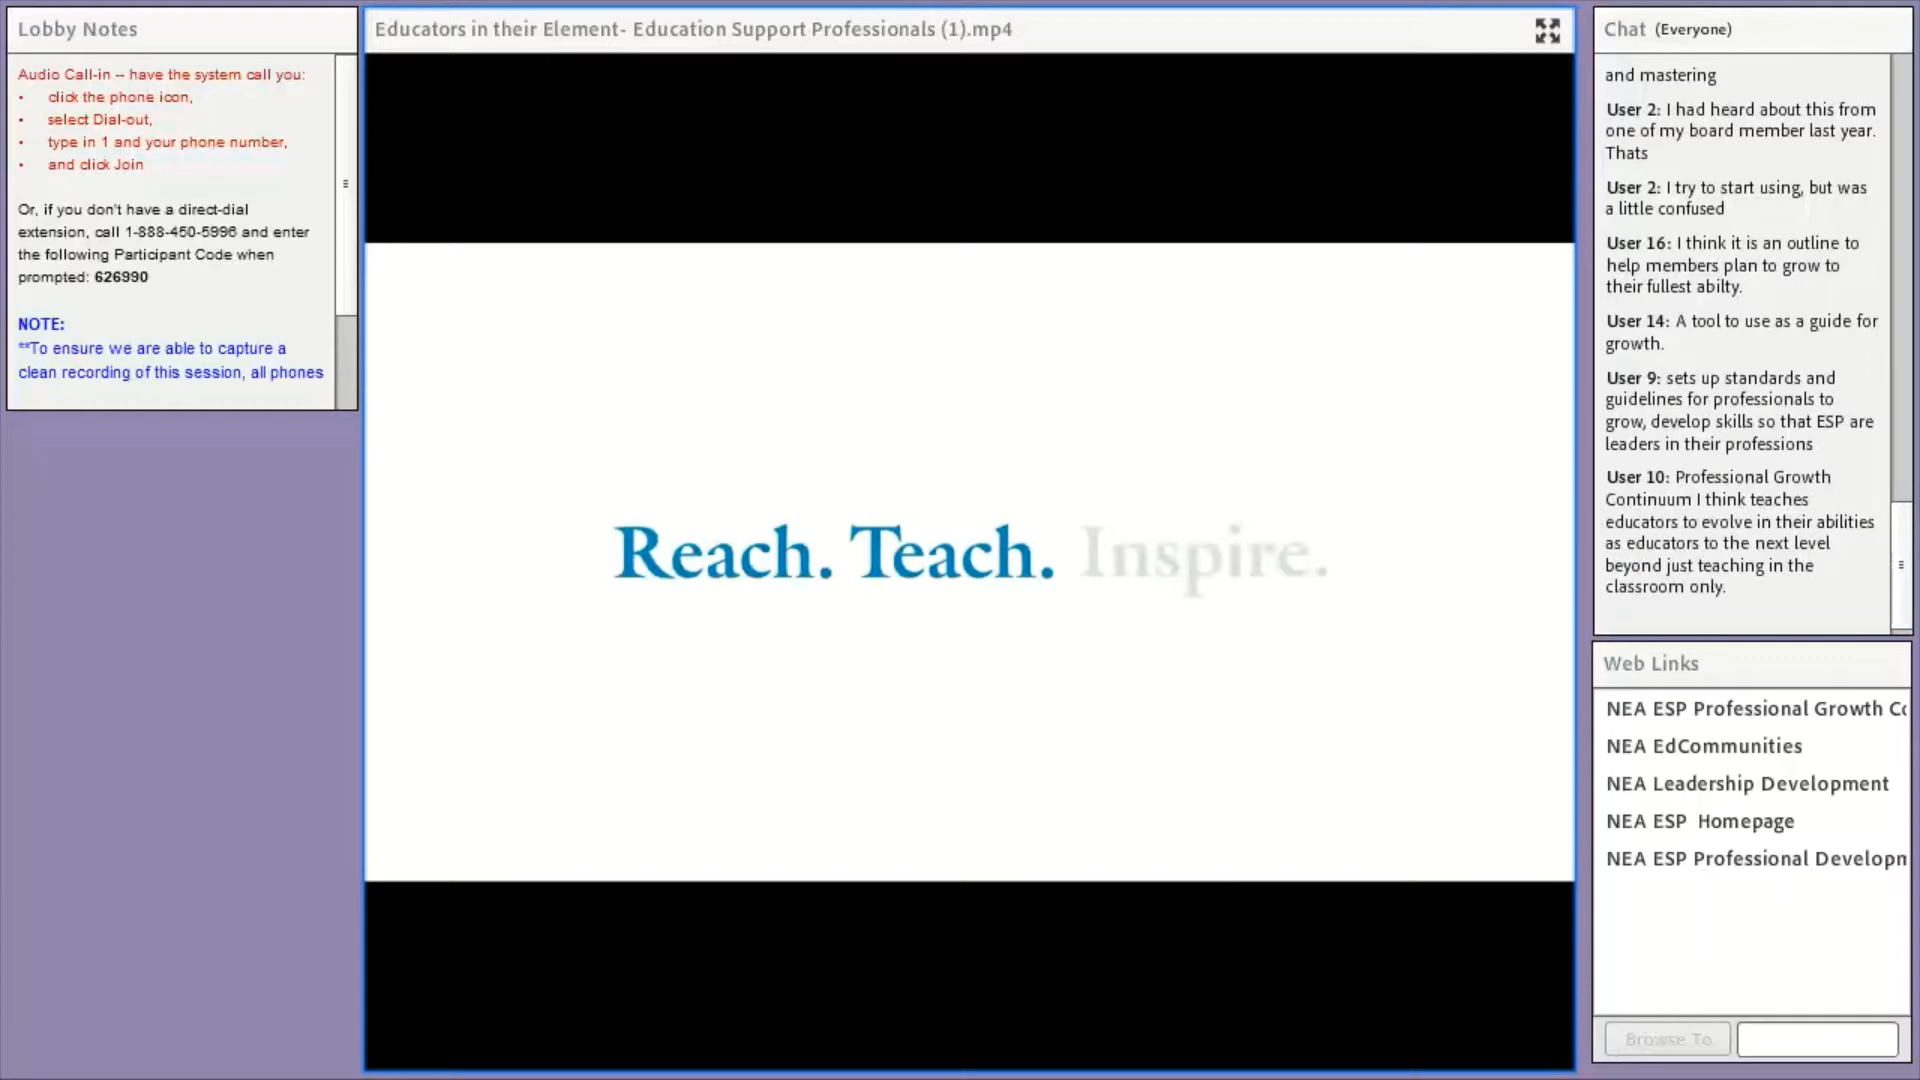 Lobby Notes
Audio Call-in -- have the system call you:
• click the phone icon,
• select Dial-out,
• type in 1 and your phone number,
• and click Join
Or, if you don't have a direct-dial
extension, call 1-888-450-5996 and enter
the following Participant Code when
prompted: 626990
NOTE:
**To ensure we are able to capture a
clean recording of this session, all phones
Educators in their Element- Education Support Professionals (1).mp4
Reach. Teach. Inspire.
Chat (Everyone)
and mastering
User 2: I had heard about this from
one of my board member last year.
Thats
User 2: I try to start using, but was
a little confused
User 16: I think it is an outline to
help members plan to grow to
their fullest abilty.
User 14: A tool to use as a guide for
growth.
User 9: sets up standards and
guidelines for professionals to
grow, develop skills so that ESP are
leaders in their professions
User 10: Professional Growth
Continuum I think teaches
educators to evolve in their abilities
as educators to the next level
beyond just teaching in the
classroom only.
Web Links
NEA ESP Professional Growth
NEA EdCommunities
NEA Leadership Development
NEA ESP Homepage
NEA ESP Professional
Browse To